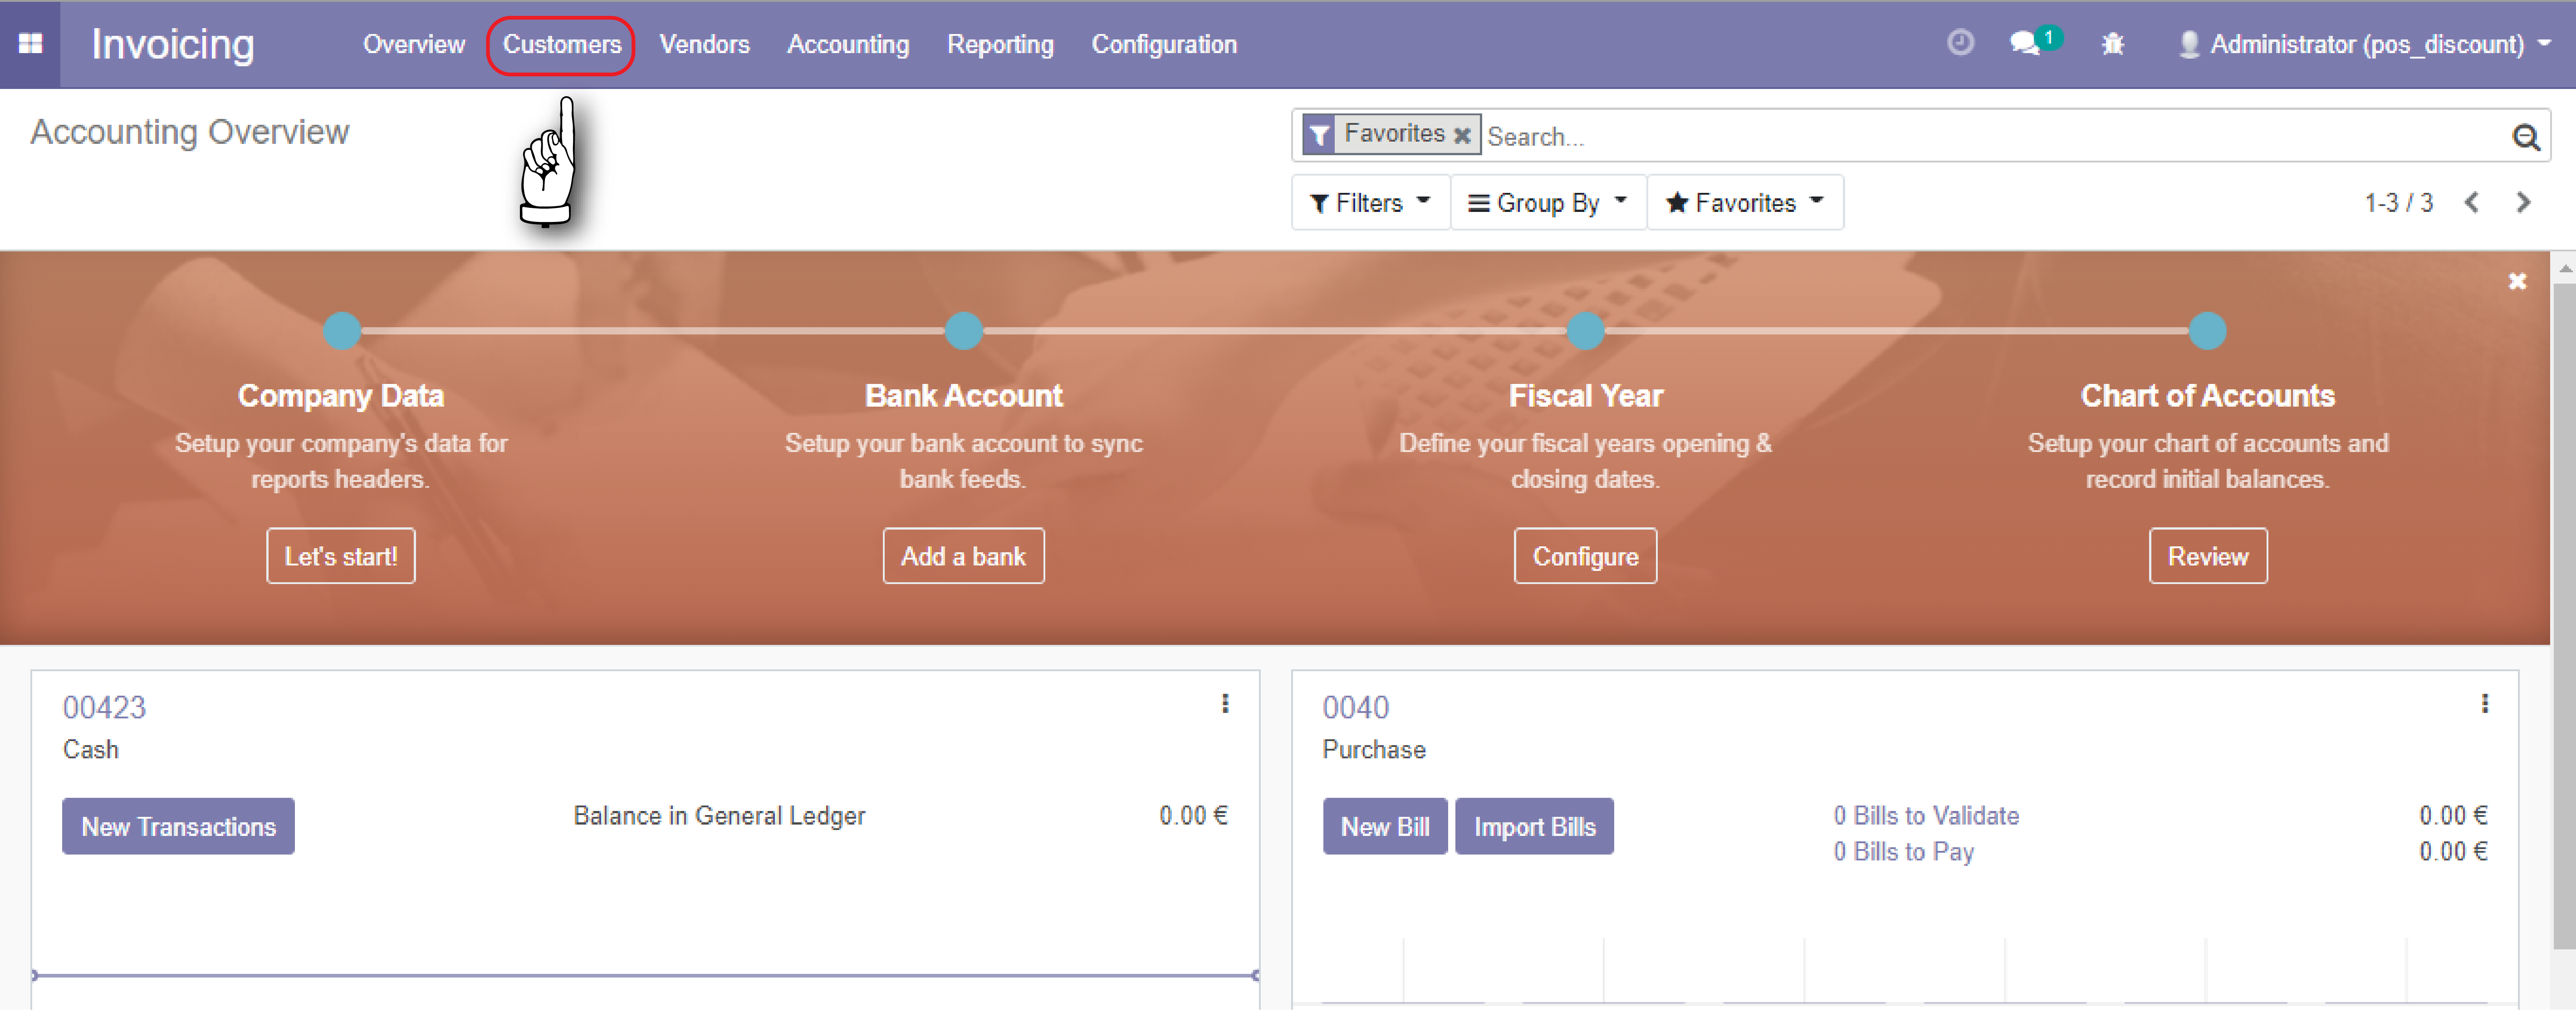 Invoicing Overview Customers Vendors Accounting Reporting Configuration 1 Administrator (pos_discount)
Accounting Overview
Favorites Search...
Filters Group By Favorites 1-3 / 3
Company Data Bank Account Fiscal Year Chart of Accounts
Setup your company's data for Setup your bank account to sync Define your fiscal years opening & Setup your chart of accounts and
reports headers. bank feeds. closing dates. record initial balances.
Let's start! Add a bank Configure Review
00423
Cash
New Transactions Balance in General Ledger 0.00 €
0040
Purchase
New Bill Import Bills 0 Bills to Validate 0.00 €
0 Bills to Pay 0.00 €